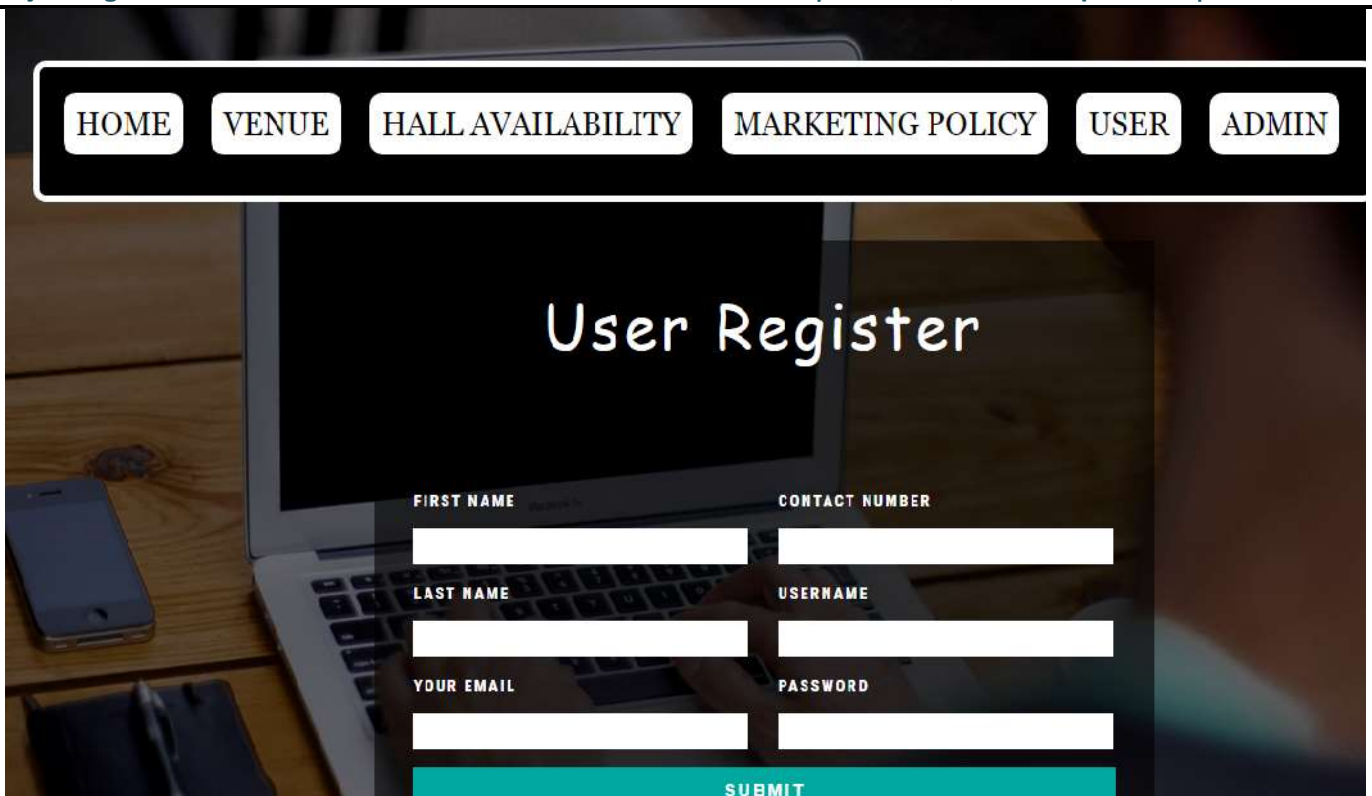 HOME VENUE HALL AVAILABILITY MARKETING POLICY USER ADMIN
User Register
FIRST NAME CONTACT NUMBER
LAST NAME USERNAME
YOUR EMAIL PASSWORD
SUBMIT